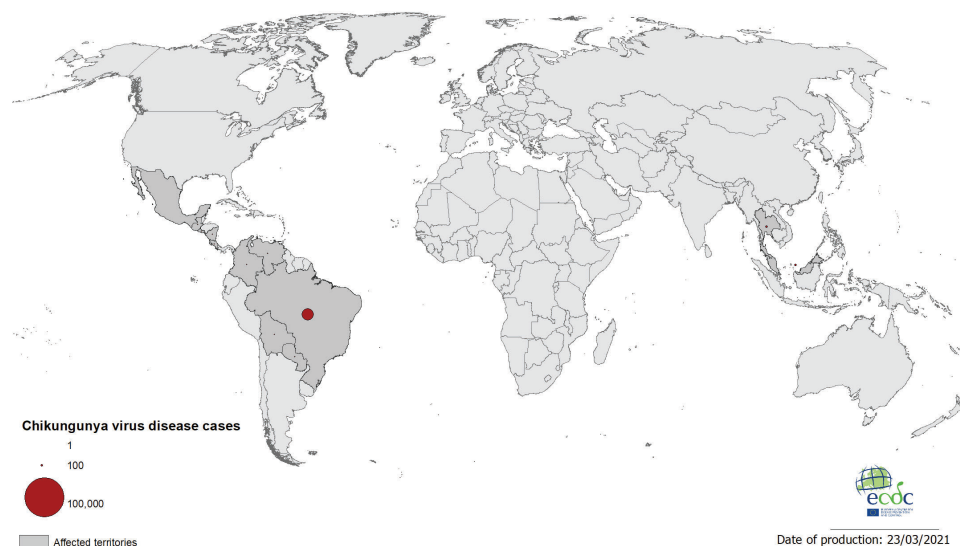 Chikungunya virus disease cases
1
100
100,000
Affected territories
ecdc
Date of production: 23/03/2021